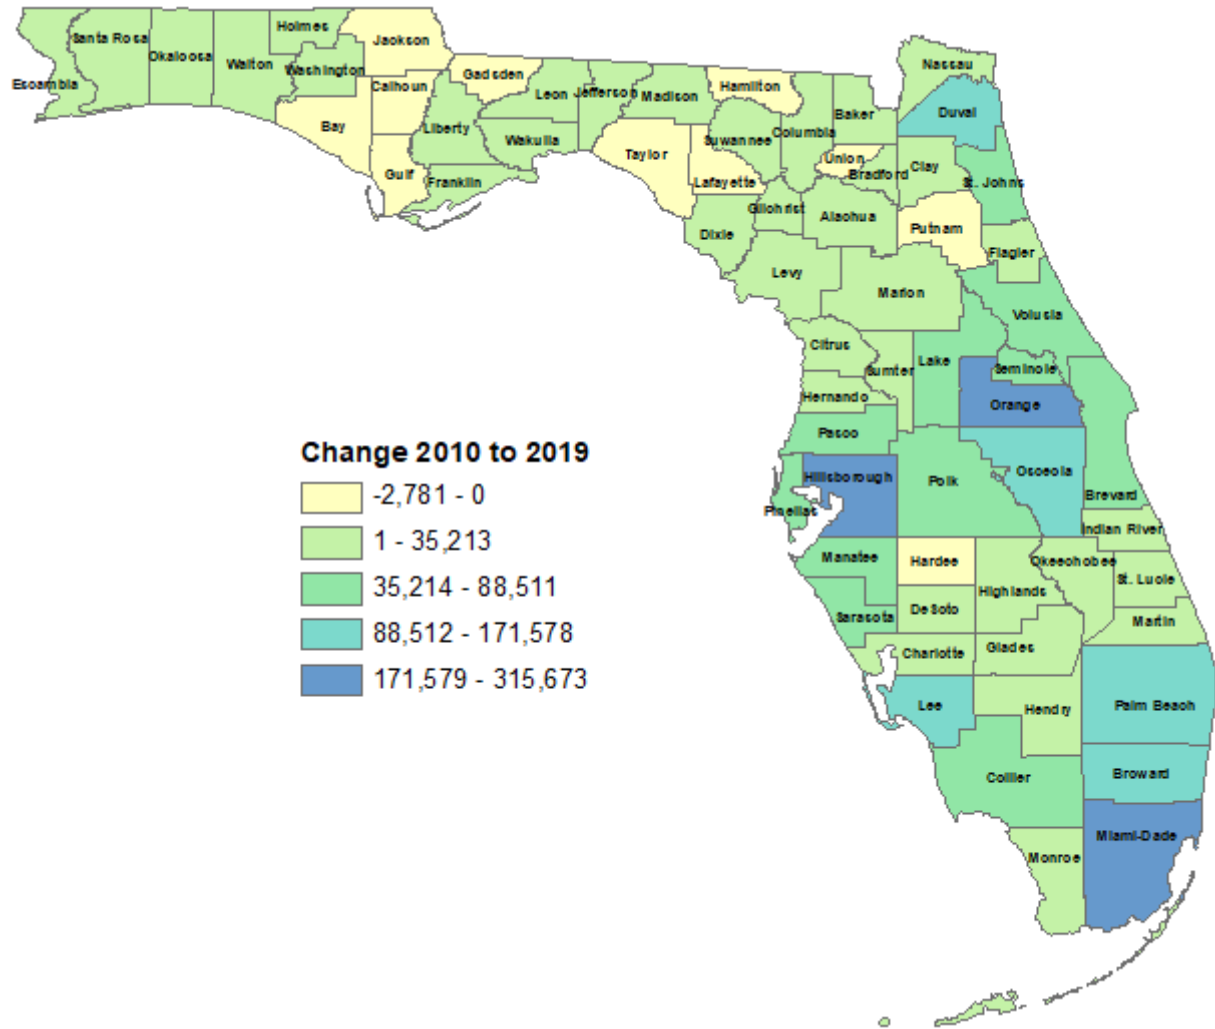 Holmes
Jackson
Santa Rosa
Okaloosa
Walton
Washington
Escambia
Nassau
Gadsden
Calhoun
Leon
Jefferson
Madison
Hamilton
Baker
Duval
Bay
Liberty
Wakulla
Suwannee
Columbia
Taylor
Union
Clay
Gulf
Franklin
Lafayette
Bradford
St. Johns
Gilchrist
Alachua
Putnam
Dixie
Flagler
Levy
Marion
Volusia
Citrus
Lake
Sumter
Seminole
Hernando
Orange
Pasco
Change 2010 to 2019
-2,781 - 0
1 - 35,213
35,214 - 88,511
88,512 - 171,578
171,579 - 315,673
Hillsborough
Polk
Osceola
Brevard
Pinellas
Indian River
Manatee
Hardee
Okeechobee
Highlands
St. Lucie
DeSoto
Sarasota
Martin
Charlotte
Glades
Lee
Hendry
Palm Beach
Collier
Broward
Miami-Dade
Monroe